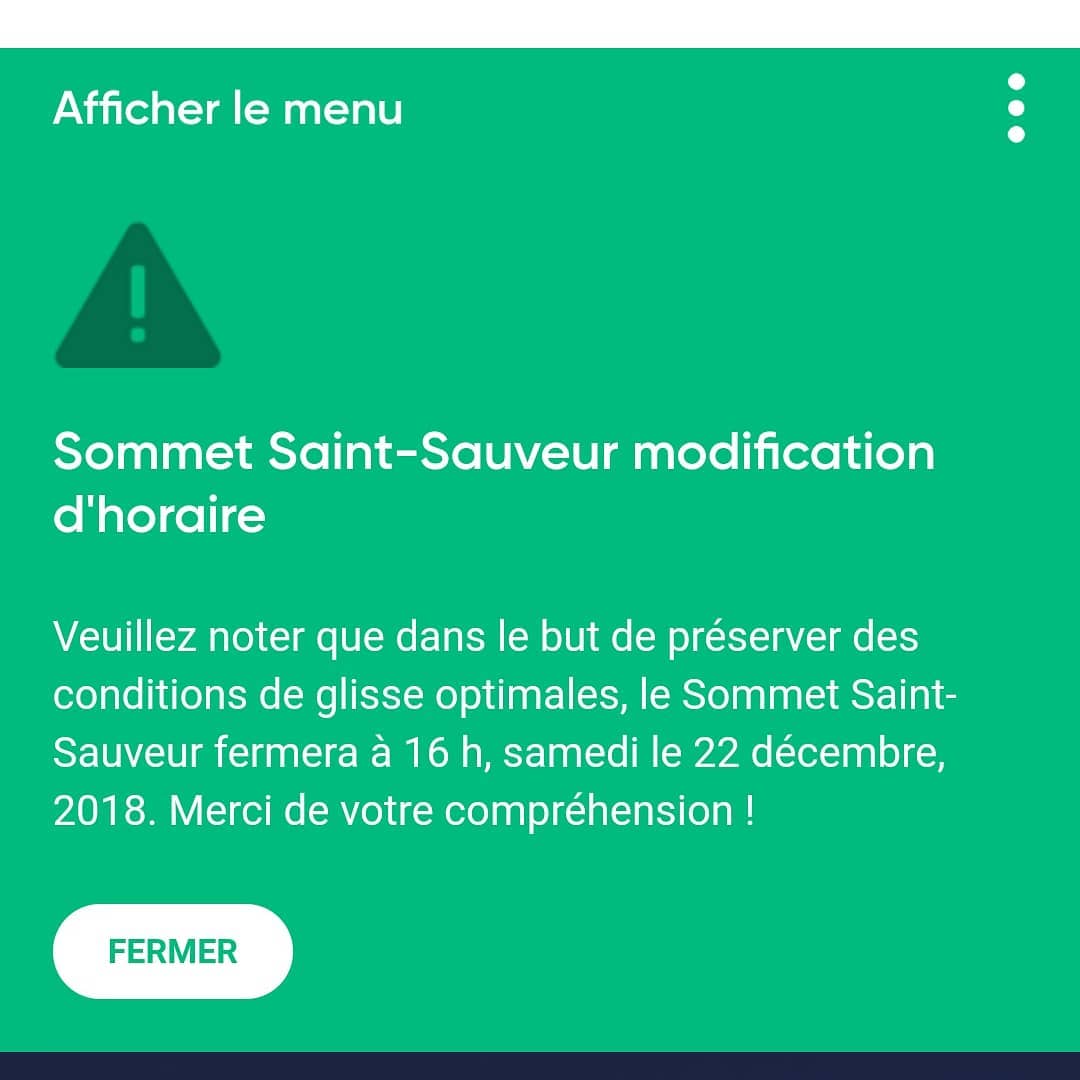 Afficher le menu
Sommet Saint-Sauveur modification
d'horaire
Veuillez noter que dans le but de préserver des
conditions de glisse optimales, le Sommet Saint-
Sauveur fermera à 16 h, samedi le 22 décembre,
2018. Merci de votre compréhension !
FERMER